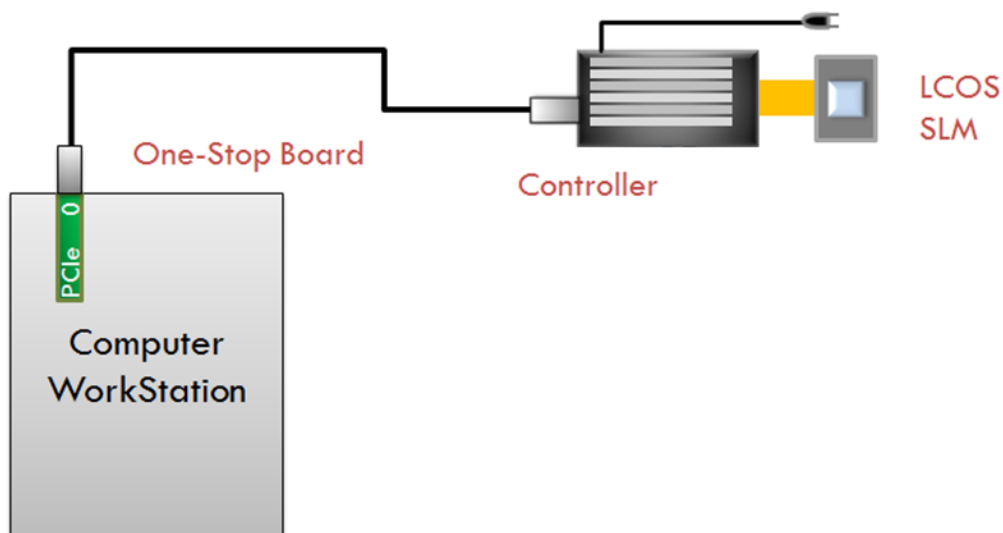 LCOS
SLM
One-Stop Board
Controller
PCIe 0
Computer
WorkStation